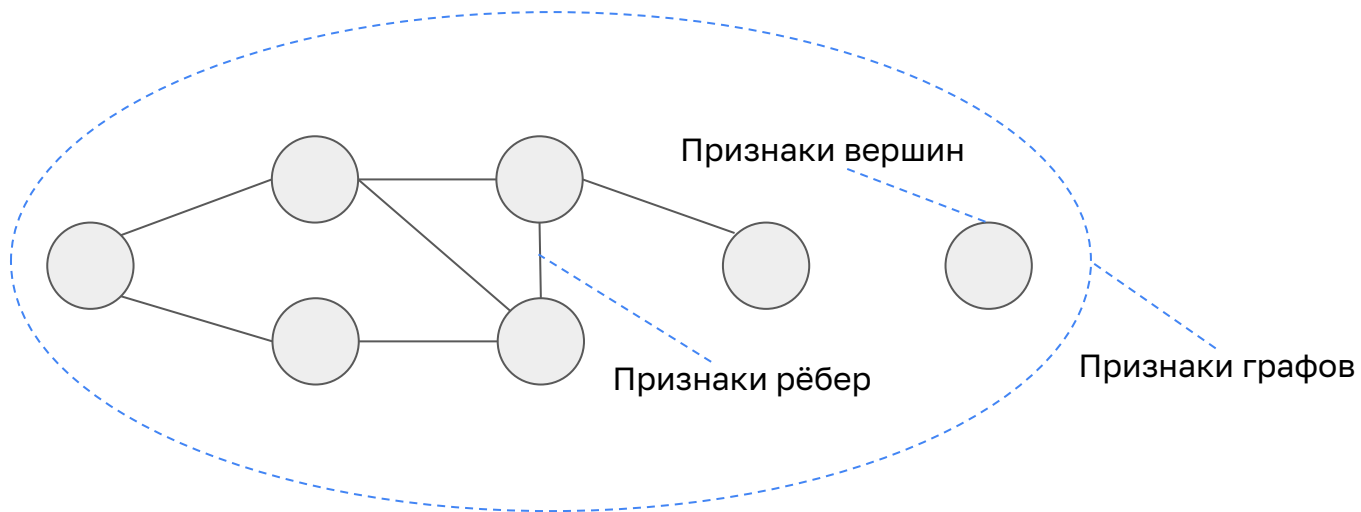 Признаки вершин
Признаки графов
Признаки рёбер